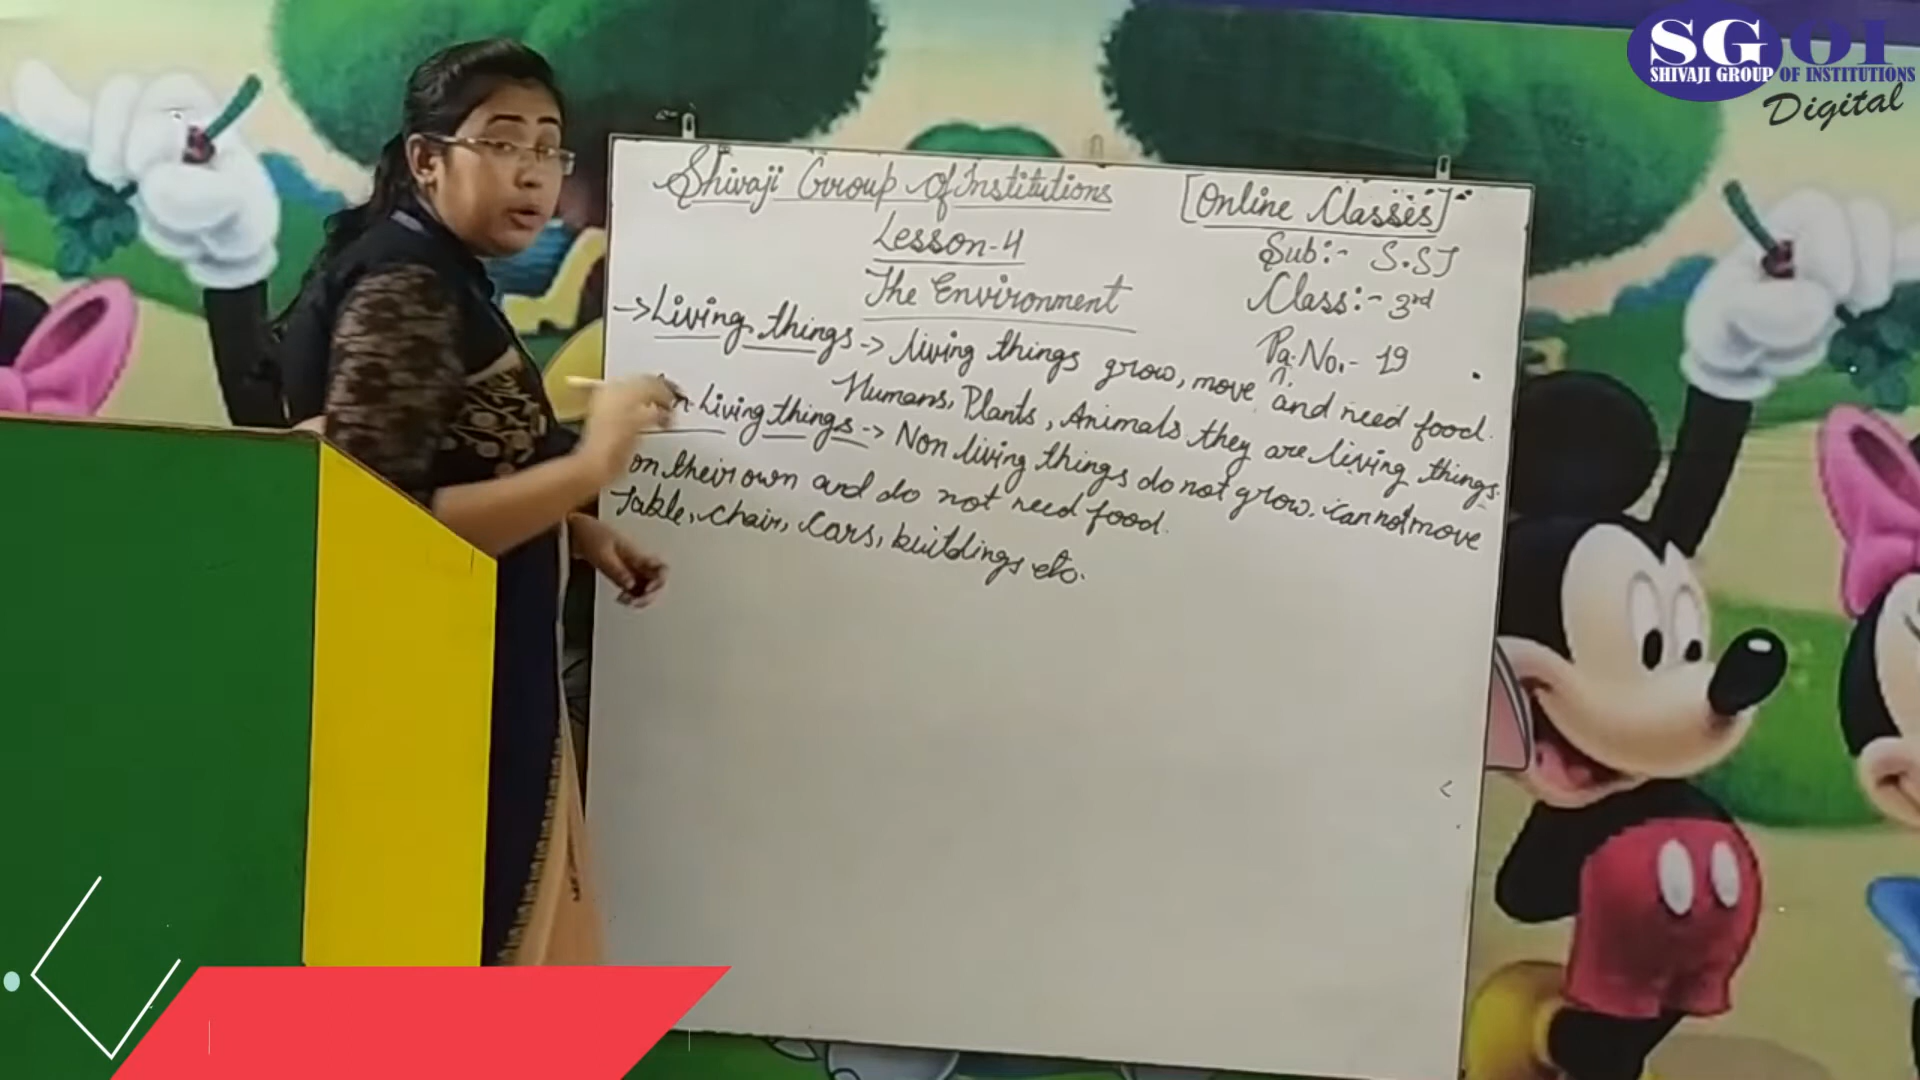 SGOI
SHIVAJI GROUP OF INSTITUTIONS
Digital
Shivaji Group of Institutions
[Online Classes]
Lesson-4
Sub:- S.ST
The Environment
Class:- 3rd
Pg. No.- 19
→Living things -> living things grow, move and need food.
Humans, Plants, Animals they are living things.
Living things -> Non living things do not grow, cannot move
on their own and do not need food.
Table, chair, cars, buildings etc.